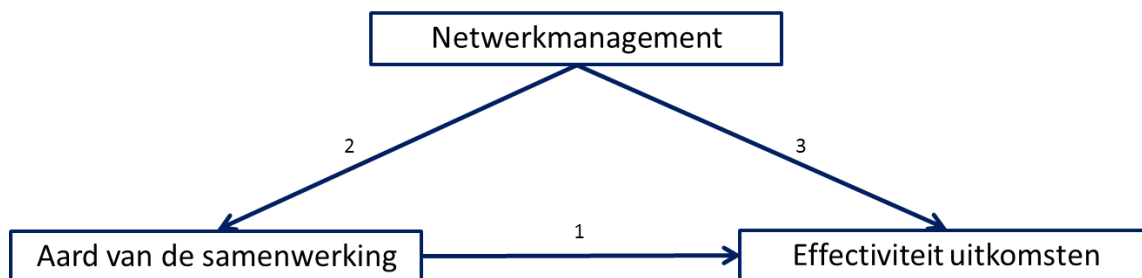 Netwerkmanagement
2
3
1
Aard van de samenwerking
Effectiviteit uitkomsten